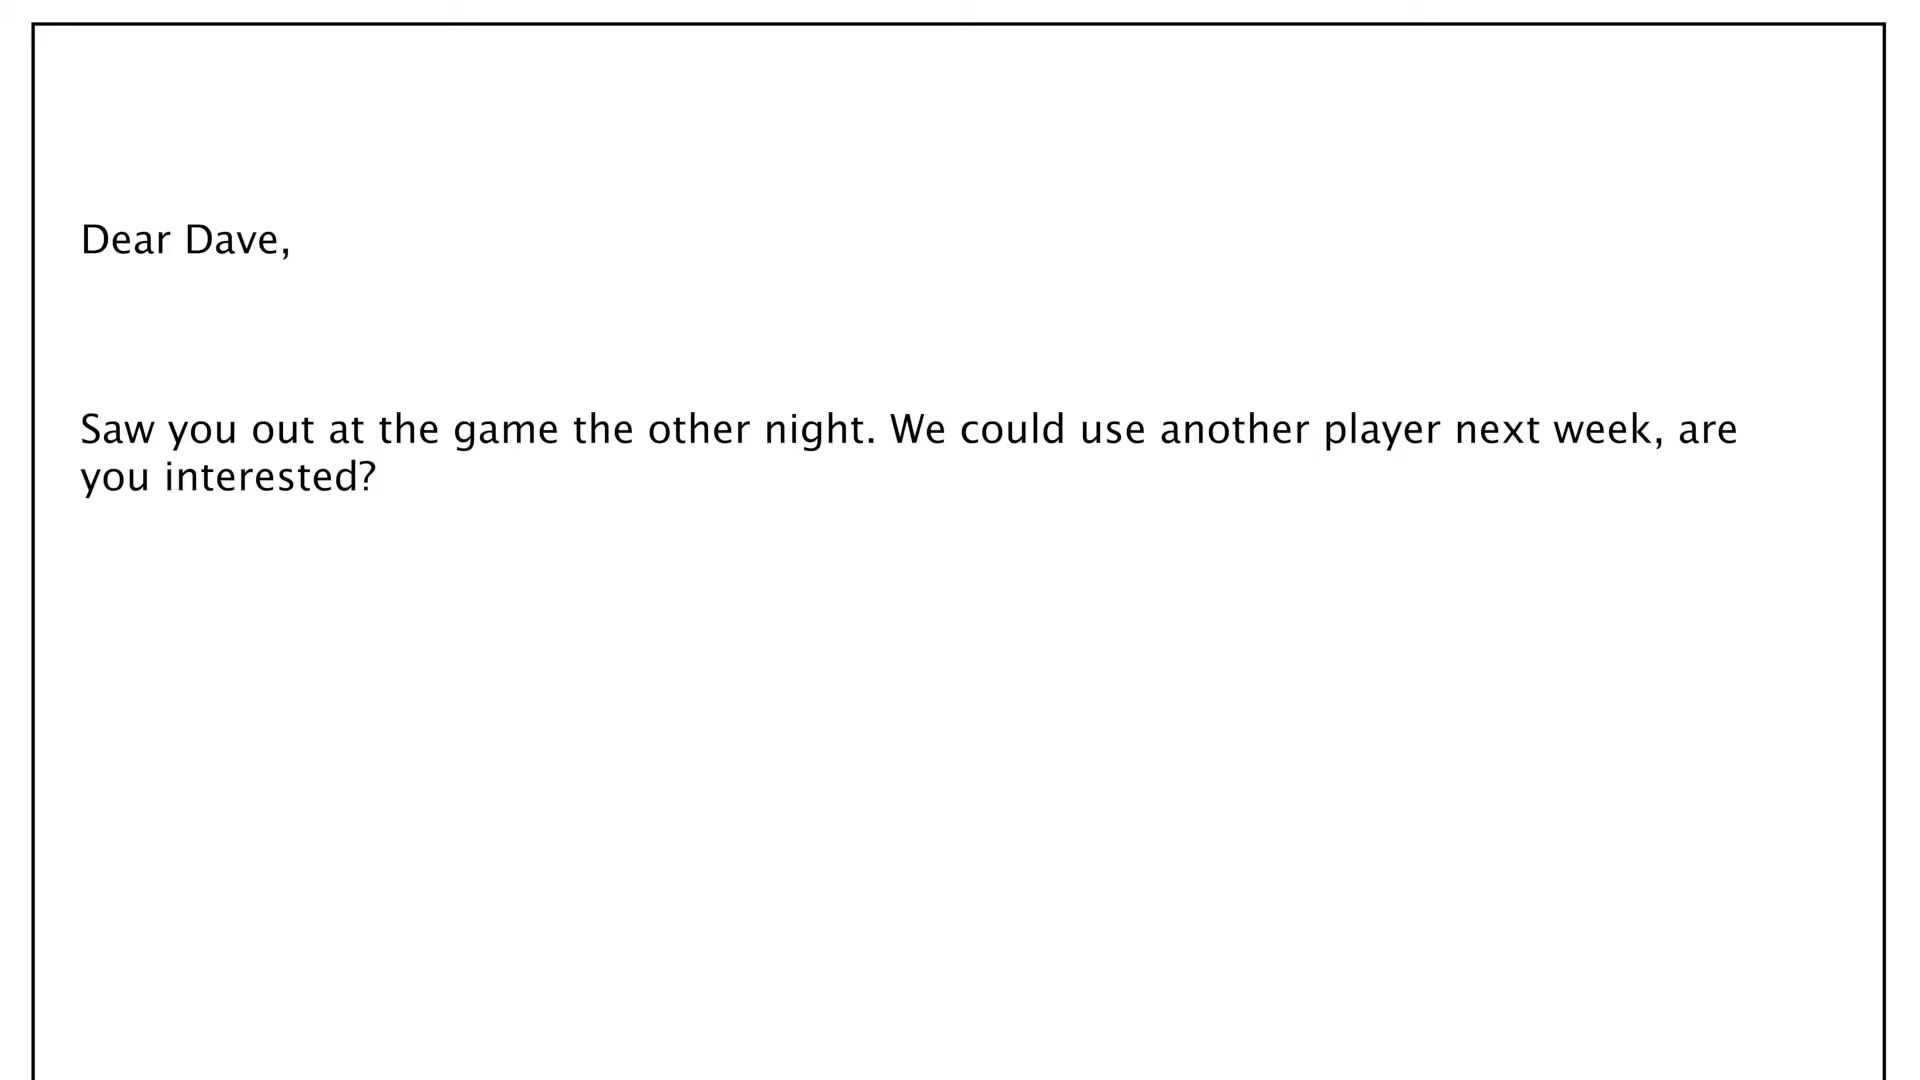 Dear Dave,
Saw you out at the game the other night. We could use another player next week, are
you interested?